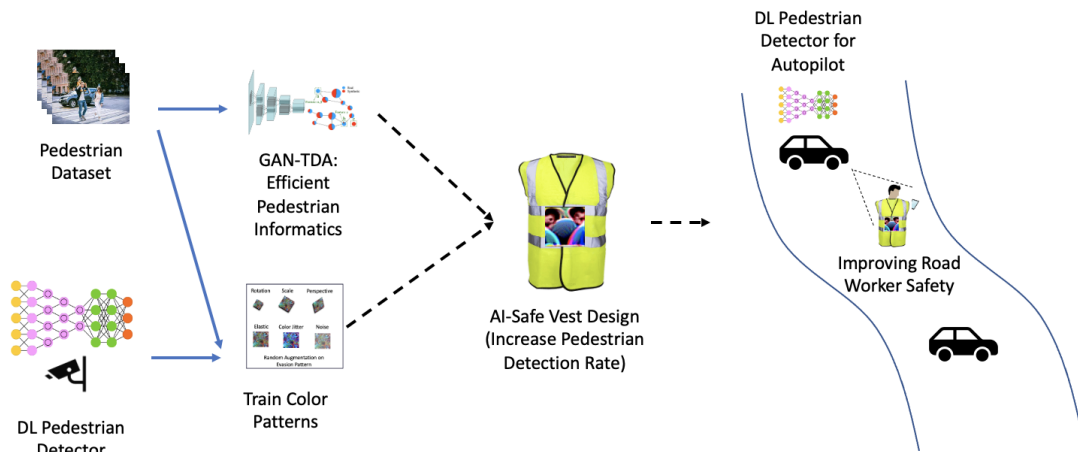 Pedestrian
Dataset
GAN-TDA:
Efficient
Pedestrian
Informatics
DL Pedestrian
Detector
Rotation Scale Perspective
Elastic Color Jitter Noise
Random Augmentation on
Evasion Pattern
Train Color
Patterns
AI-Safe Vest Design
(Increase Pedestrian
Detection Rate)
DL Pedestrian
Detector for
Autopilot
Improving Road
Worker Safety